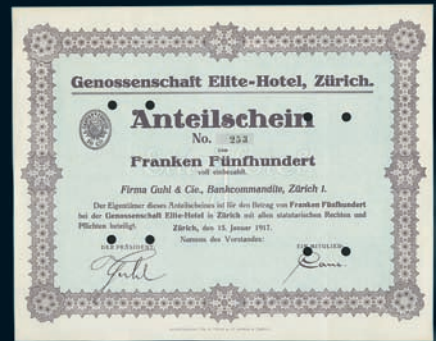 Genossenschaft Elite-Hotel, Zürich.
Anteilschein
No. 253
von
Franken Fünfhundert
voll einbezahlt.
Firma Guhl & Cie., Bankcommandite, Zürich I.
Der Eigentümer dieses Anteilscheines ist für den Betrag von Franken Fünfhundert
bei der Genossenschaft Elite-Hotel in Zürich mit allen statutarischen Rechten und
Pflichten beteiligt.
Zürich, den 15. Januar 1917.
Namens des Vorstandes:
DER PRÄSIDENT: EIN MITGLIED:
Guhl